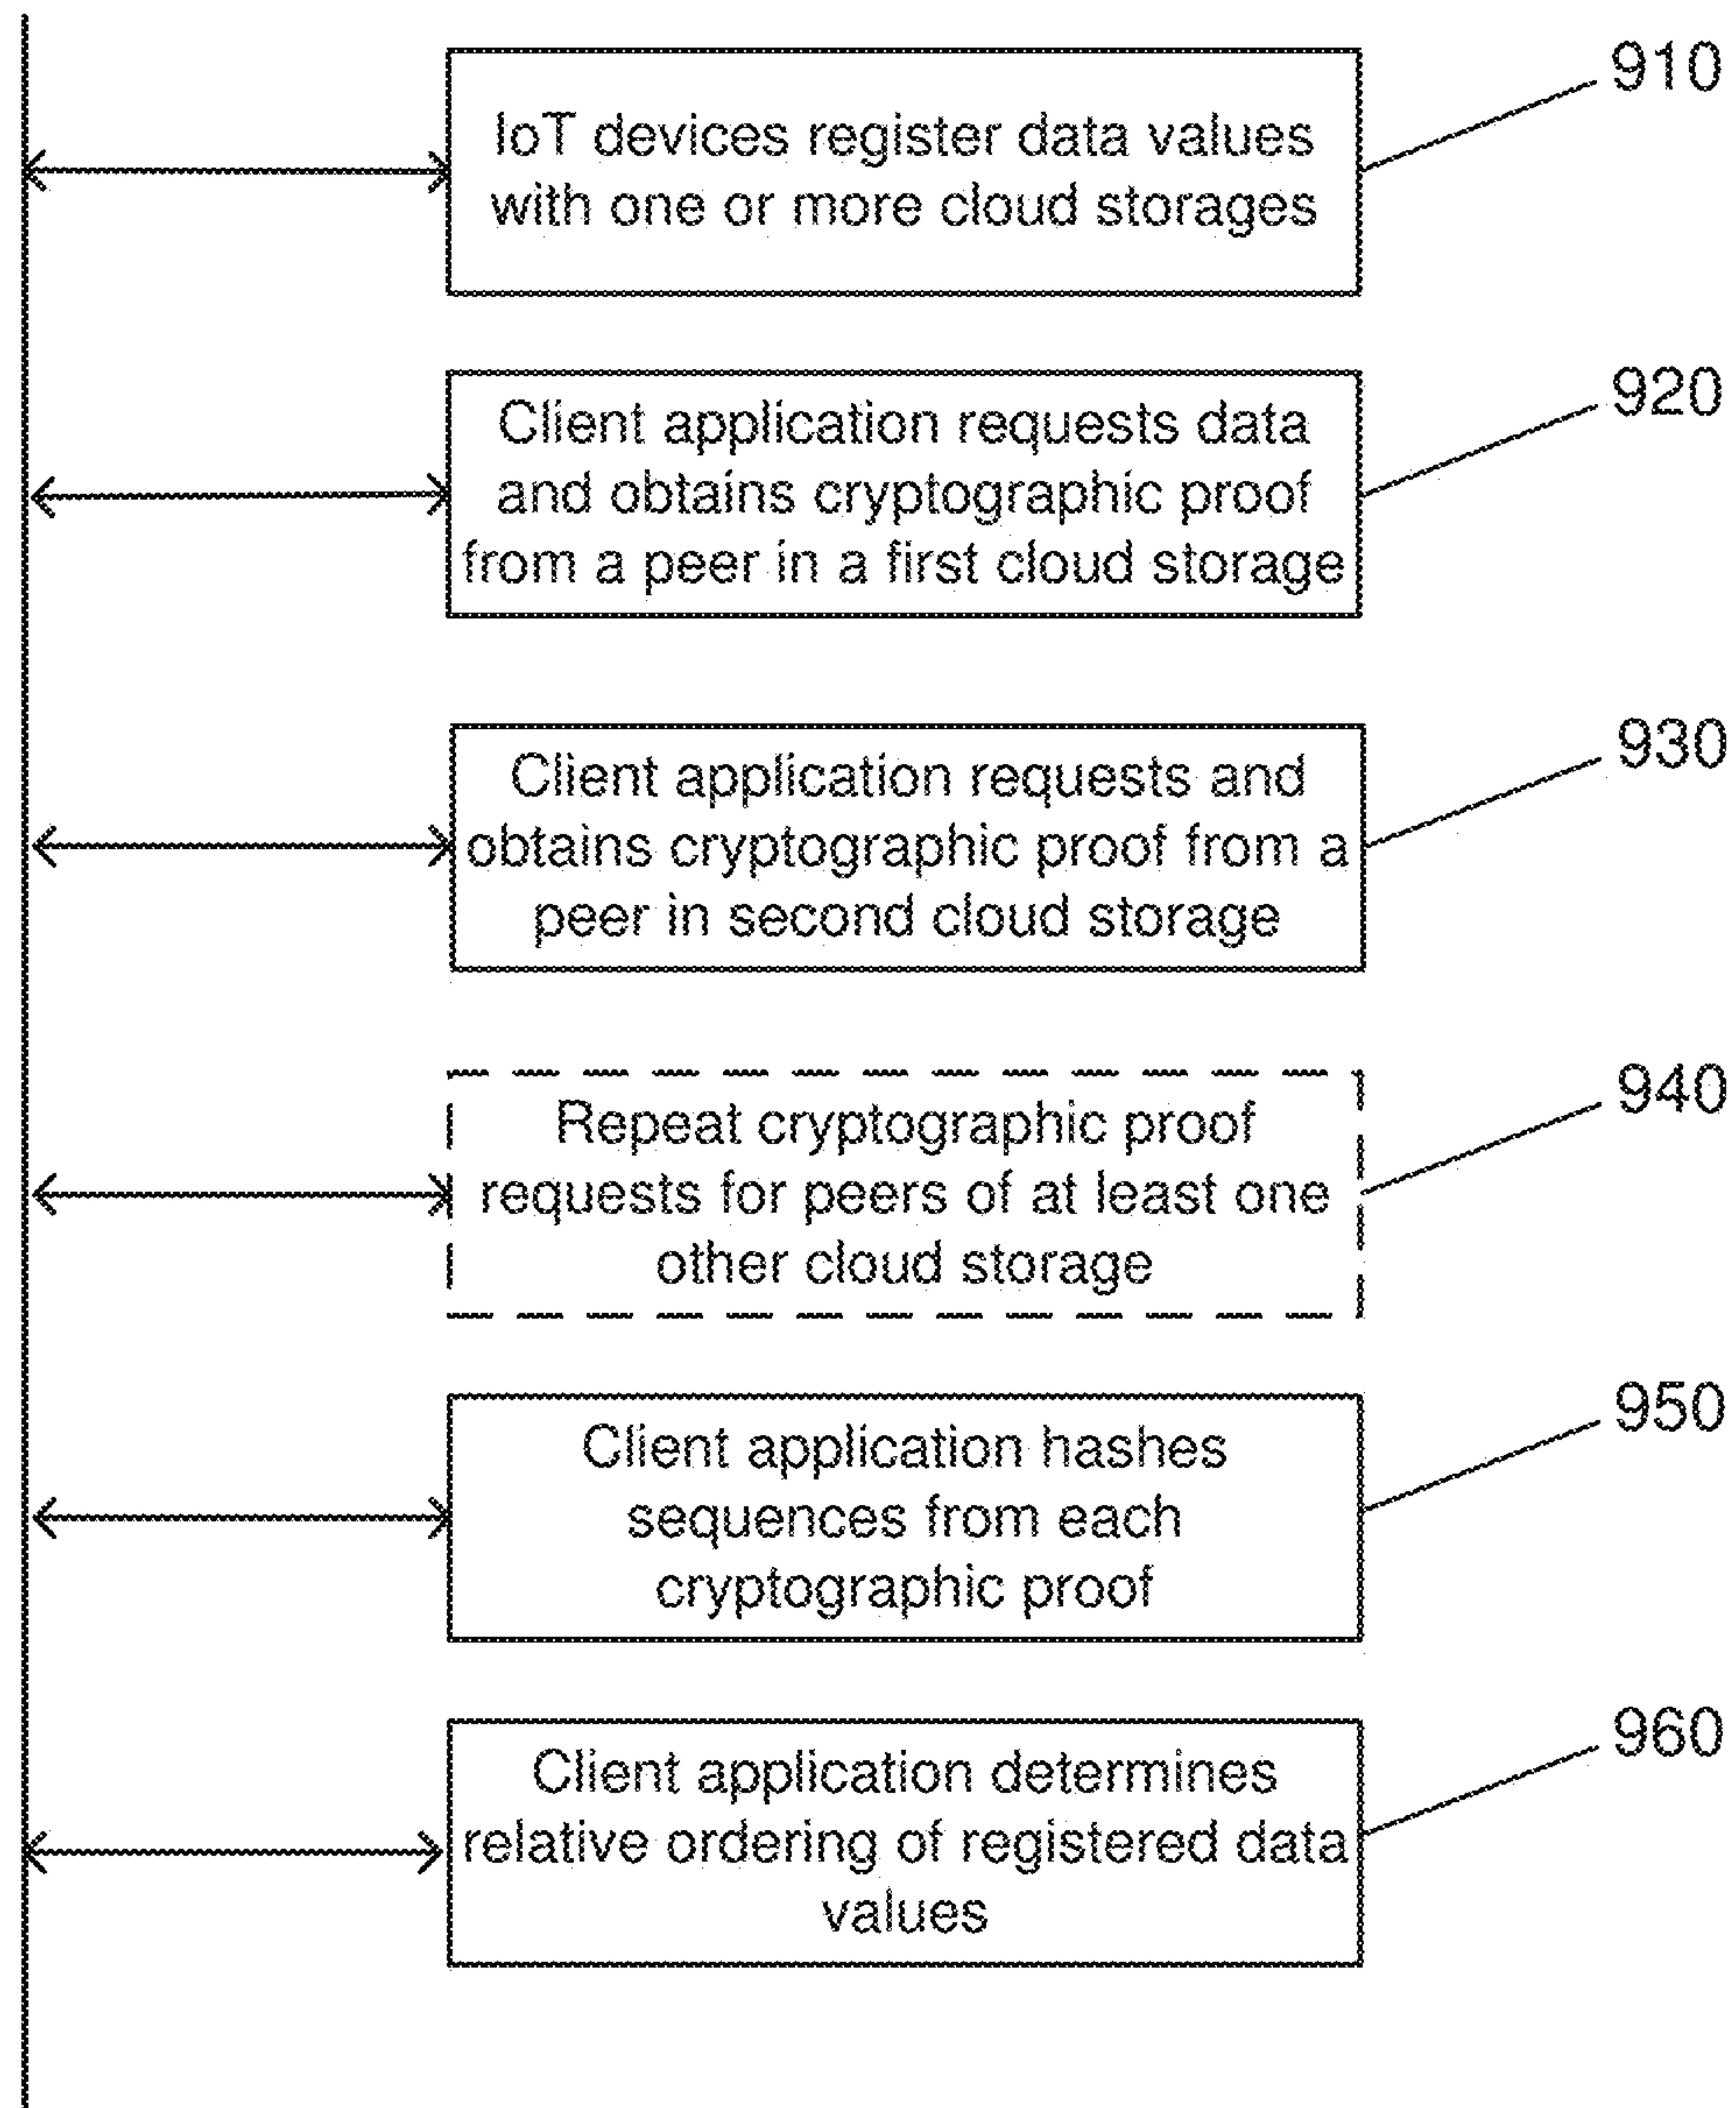 910
IoT devices register data values
with one or more cloud storages
920
Client application requests data
and obtains cryptographic proof
from a peer in a first cloud storage
930
Client application requests and
obtains cryptographic proof from a
peer in second cloud storage
940
Repeat cryptographic proof
requests for peers of at least one
other cloud storage
950
Client application hashes
sequences from each
cryptographic proof
960
Client application determines
relative ordering of registered data
values